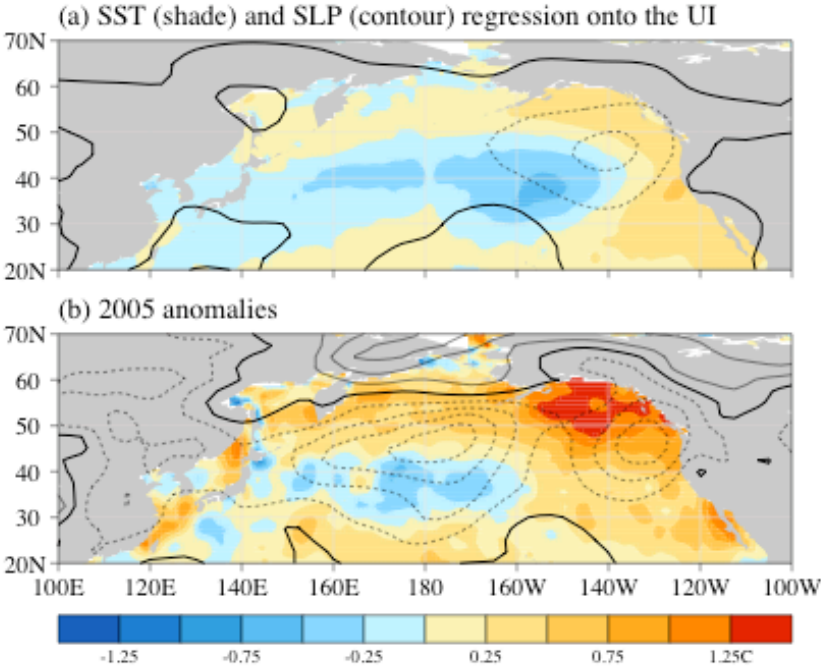 (a) SST (shade) and SLP (contour) regression onto the UI
70N
60
50
40
30
20N
(b) 2005 anomalies
70N
60
50
40
30
20N
100E 120E 140E 160E 180 160W 140W 120W 100W
-1.25 -0.75 -0.25 0.25 0.75 1.25C